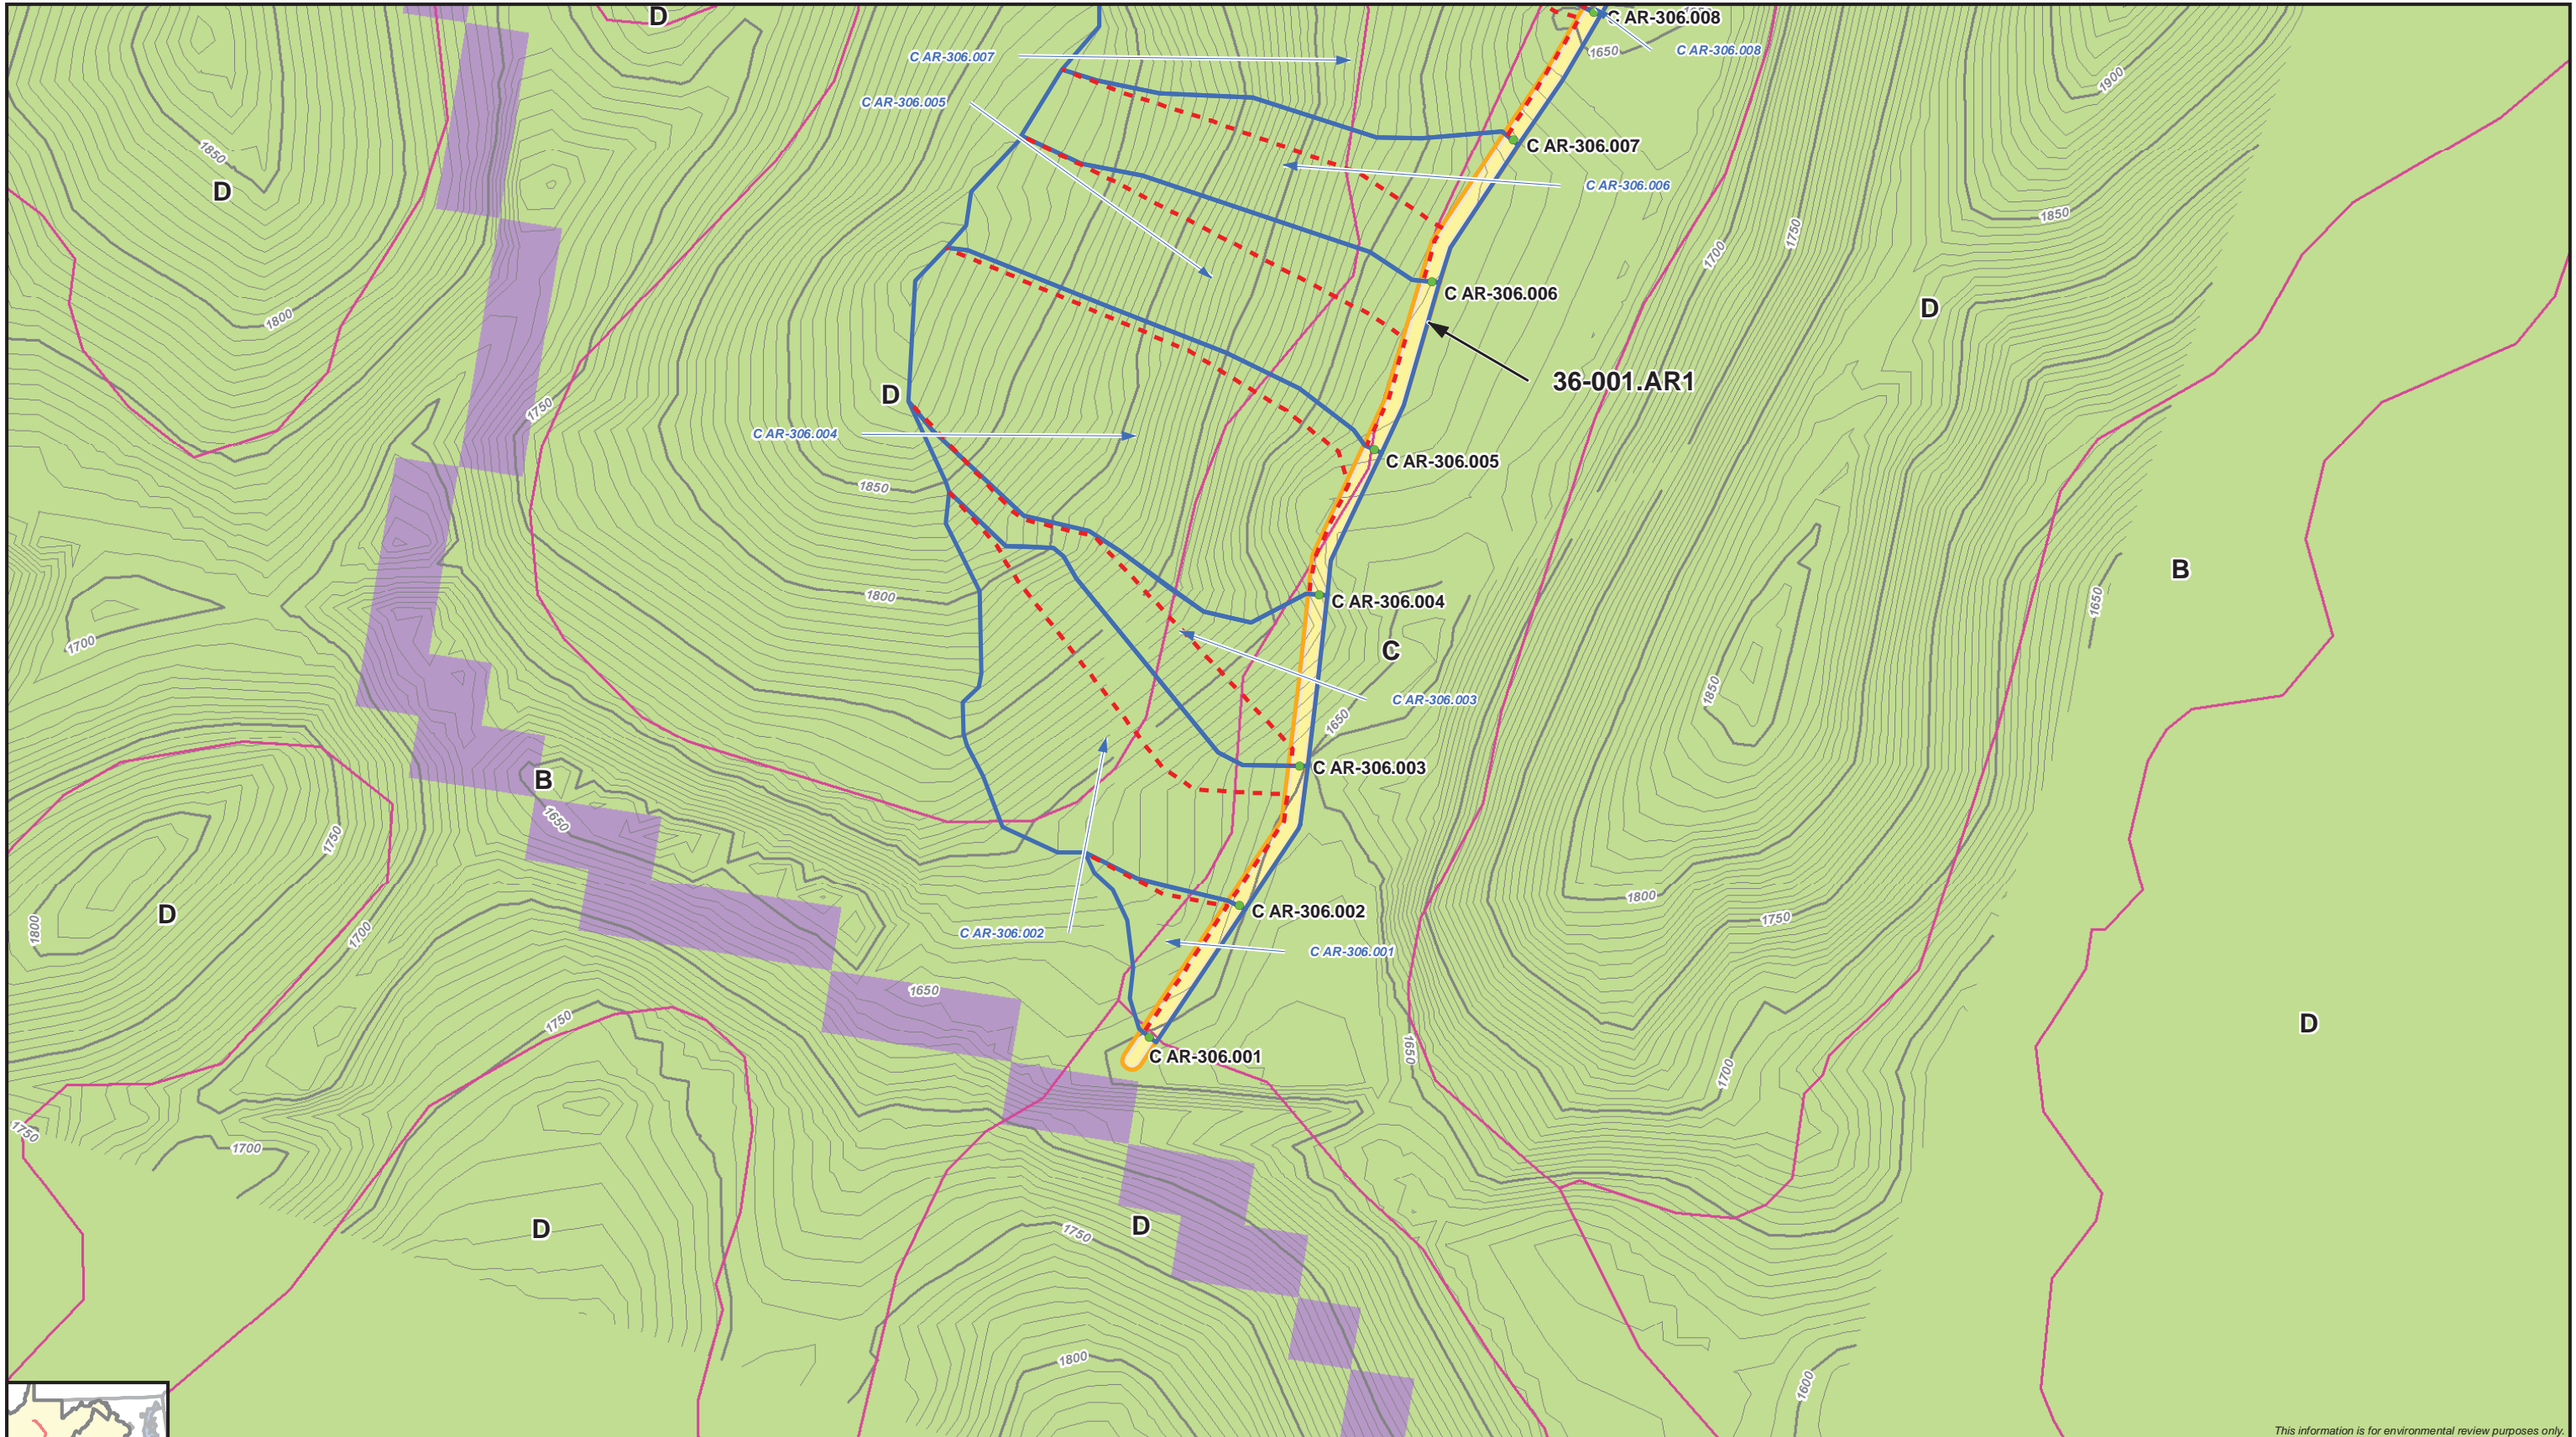 D
C AR-306.008
1650
C AR-306.008
C AR-306.007
1900
C AR-306.005
1850
C AR-306.007
D
C AR-306.006
1850
1750
1700
1800
C AR-306.006
D
36-001.AR1
D
1750
C AR-306.004
C AR-306.005
1850
B
1800
C AR-306.004
1650
1700
C
1850
C AR-306.003
1650
C AR-306.003
B
1650
1750
1800
D
C AR-306.002
1750
1800
1700
C AR-306.002
C AR-306.001
1650
1750
D
1650
C AR-306.001
1700
1750
1700
D
D
1750
1800
1600
This information is for environmental review purposes only.